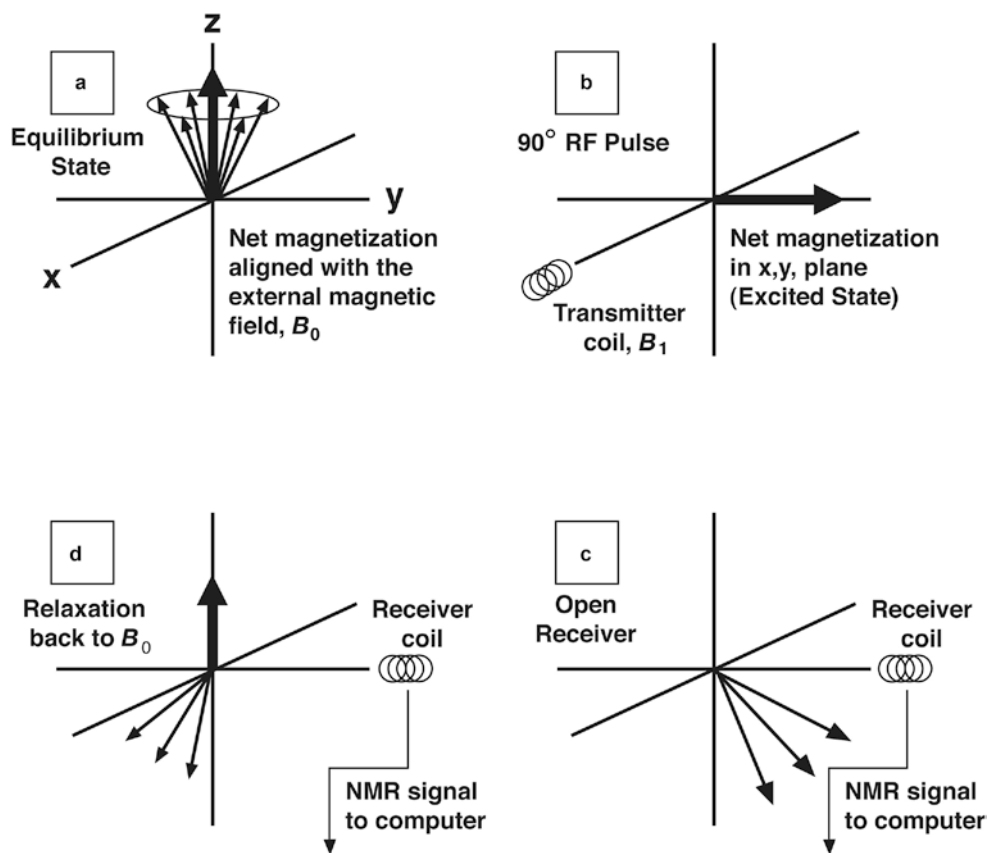 z
a
Equilibrium
State
y
x
Net magnetization
aligned with the
external magnetic
field, B₀
b
90° RF Pulse
Net magnetization
in x,y, plane
(Excited State)
Transmitter
coil, B₁
d
Relaxation
back to B₀
Receiver
coil
NMR signal
to computer
c
Open
Receiver
Receiver
coil
NMR signal
to computer